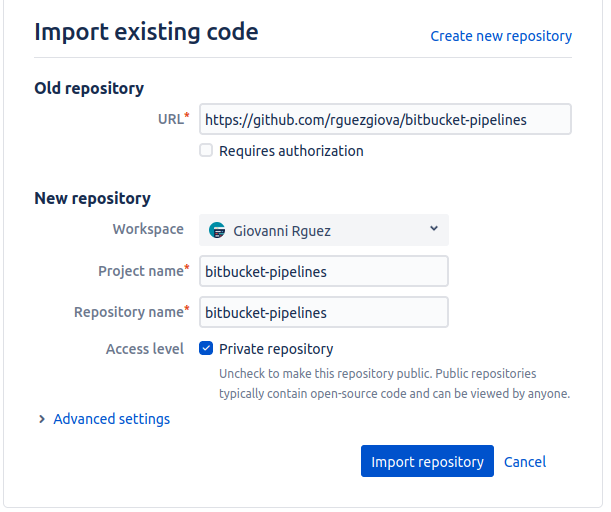 Import existing code
Create new repository
Old repository
URL*
https://github.com/rguezgiova/bitbucket-pipelines
Requires authorization
New repository
Workspace
Giovanni Rguez
Project name*
bitbucket-pipelines
Repository name*
bitbucket-pipelines
Access level
Private repository
Uncheck to make this repository public. Public repositories
typically contain open-source code and can be viewed by anyone.
Advanced settings
Import repository
Cancel